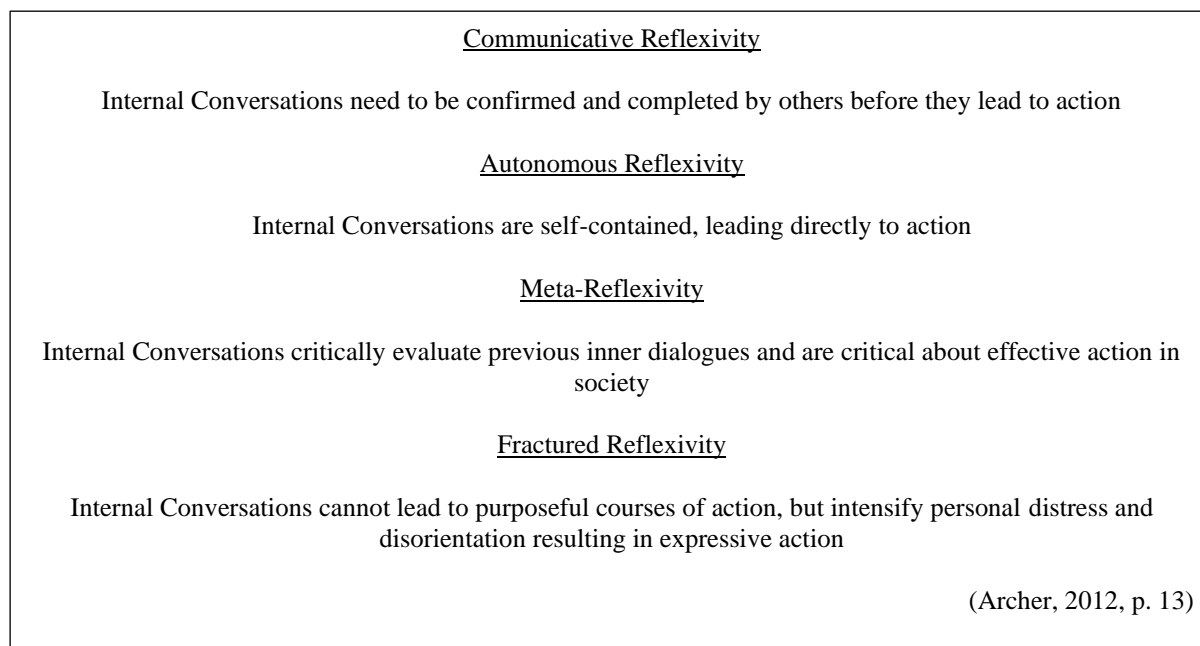 Communicative Reflexivity
Internal Conversations need to be confirmed and completed by others before they lead to action
Autonomous Reflexivity
Internal Conversations are self-contained, leading directly to action
Meta-Reflexivity
Internal Conversations critically evaluate previous inner dialogues and are critical about effective action in
society
Fractured Reflexivity
Internal Conversations cannot lead to purposeful courses of action, but intensify personal distress and
disorientation resulting in expressive action
(Archer, 2012, p. 13)